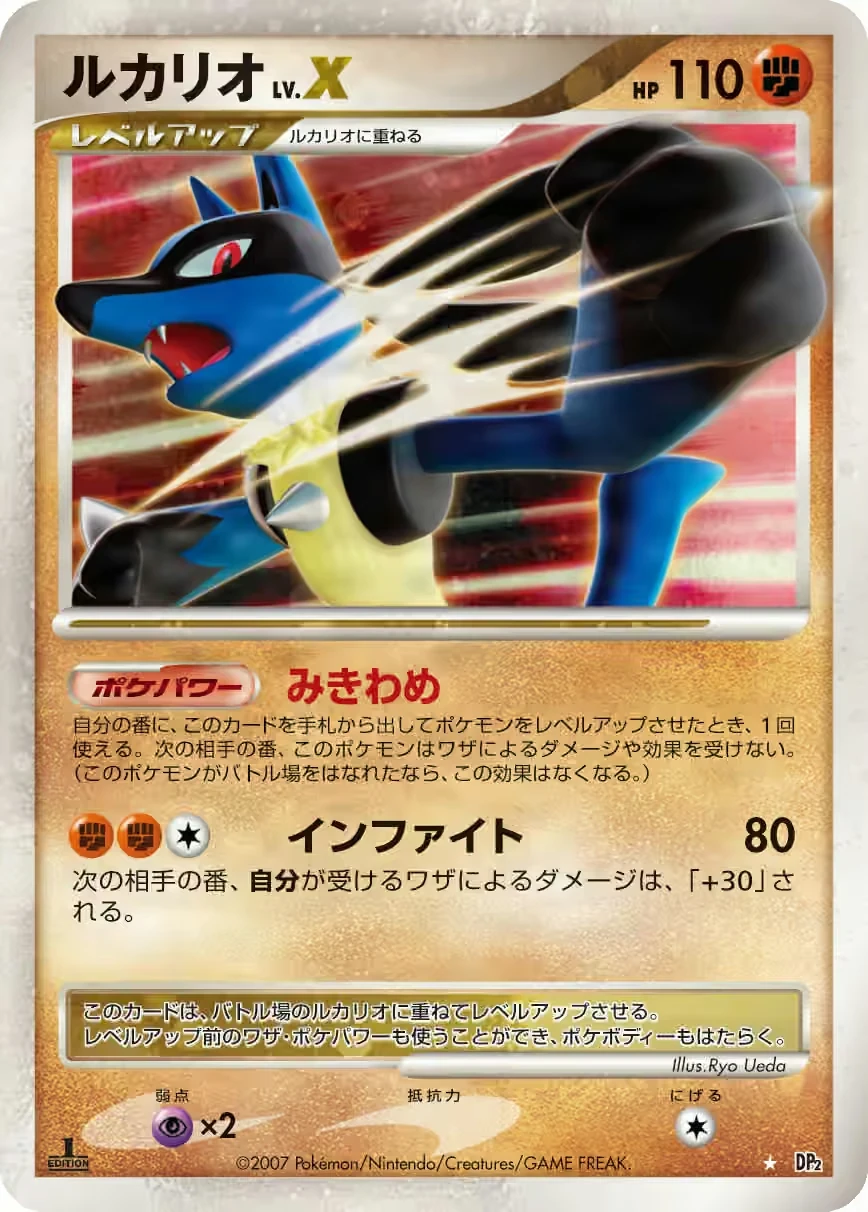 ルカリオ LV.X HP 110
レベルアップ ルカリオに重ねる
ポケパワー みきわめ
自分の番に、このカードを手札から出してポケモンをレベルアップさせたとき、1回
使える。次の相手の番、このポケモンはワザによるダメージや効果を受けない。
（このポケモンがバトル場をはなれたなら、この効果はなくなる。）
インファイト 80
次の相手の番、自分が受けるワザによるダメージは、「+30」さ
れる。
このカードは、バトル場のルカリオに重ねてレベルアップさせる。
レベルアップ前のワザ・ポケパワーも使うことができ、ポケボディーもはたらく。
Illus.Ryo Ueda
弱点 抵抗力 にげる
×2
1 EDITION ©2007 Pokémon/Nintendo/Creatures/GAME FREAK. ★ DP2